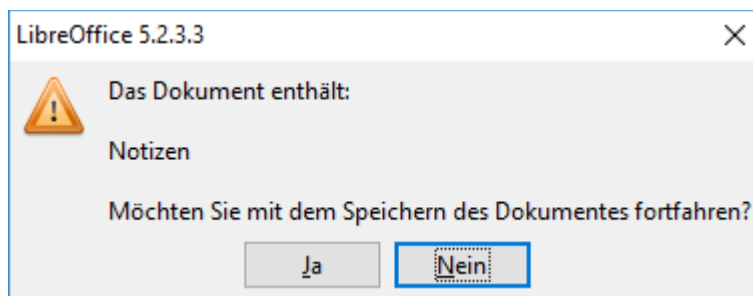 LibreOffice 5.2.3.3
Das Dokument enthält:
Notizen
Möchten Sie mit dem Speichern des Dokumentes fortfahren?
Ja
Nein